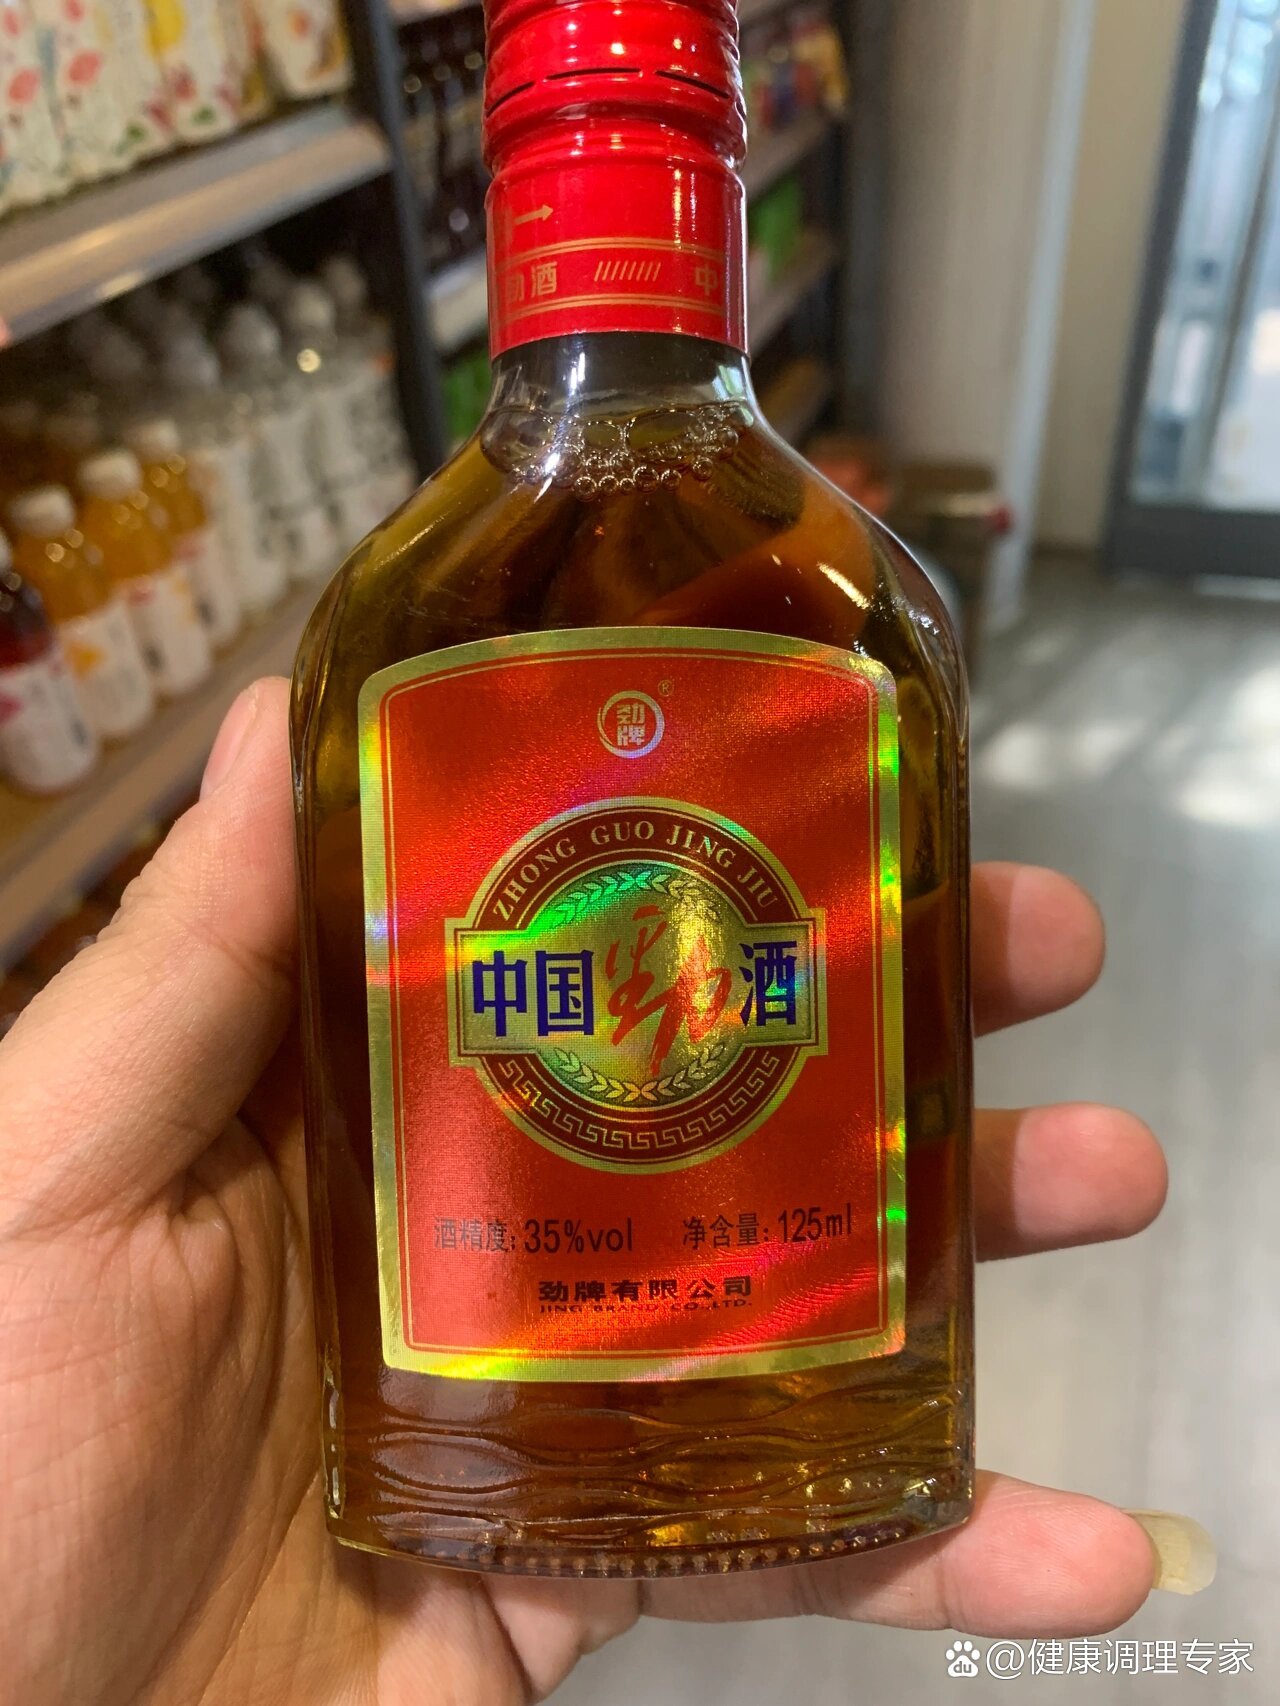 劲酒 中
劲牌
®
ZHONG GUO JING JIU
中国劲酒
酒精度:35%vol 净含量:125ml
劲牌有限公司
JING BRAND CO.,LTD.
@健康调理专家